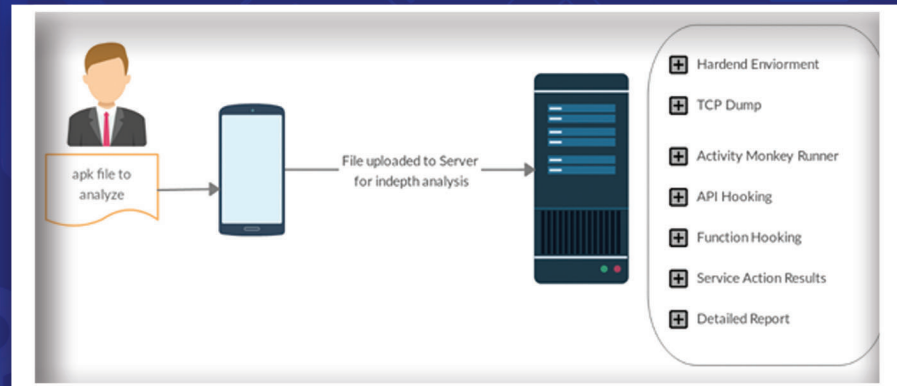 apk file to
analyze
File uploaded to Server
for indepth analysis
Hardend Enviorment
TCP Dump
Activity Monkey Runner
API Hooking
Function Hooking
Service Action Results
Detailed Report